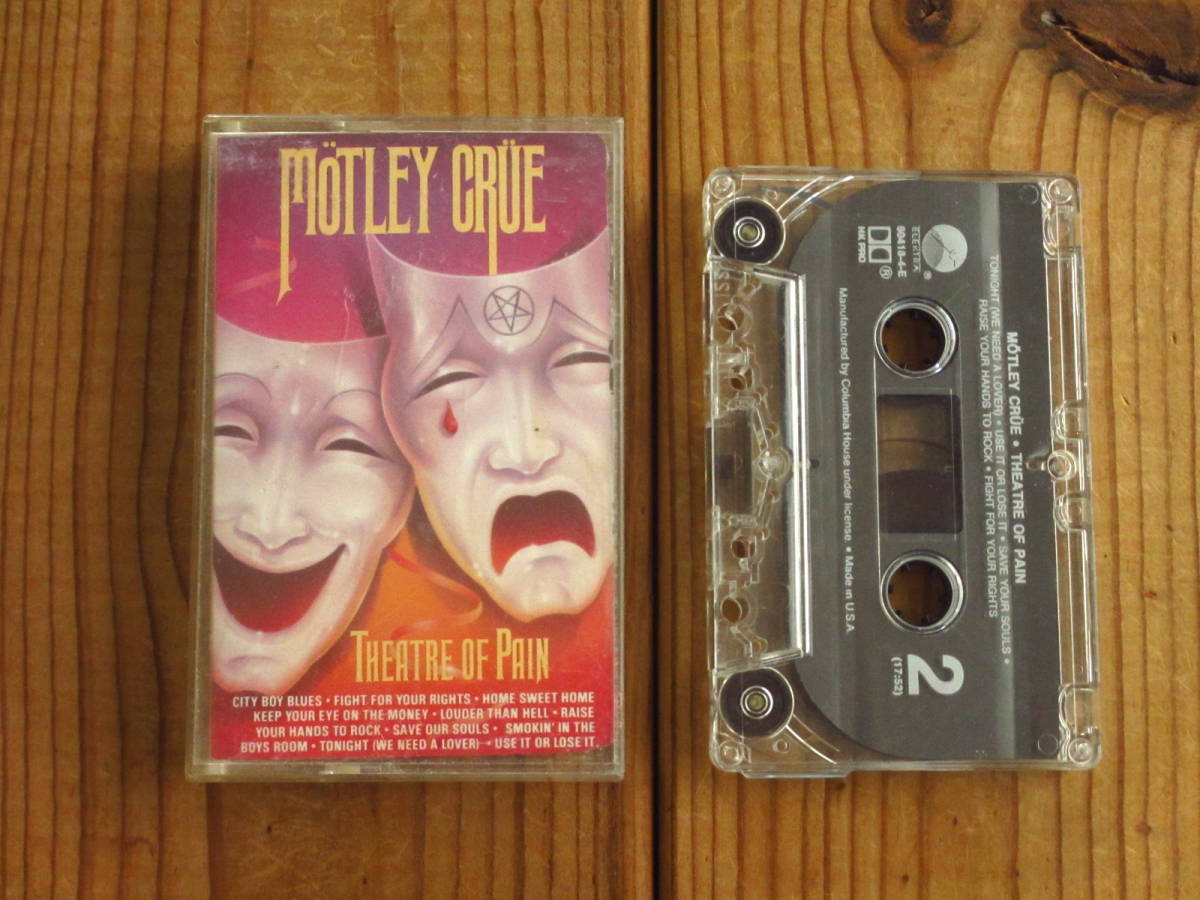 MÖTLEY CRÜE
THEATRE OF PAIN
CITY BOY BLUES • FIGHT FOR YOUR RIGHTS • HOME SWEET HOME
KEEP YOUR EYE ON THE MONEY • LOUDER THAN HELL • RAISE
YOUR HANDS TO ROCK • SAVE OUR SOULS • SMOKIN' IN THE
BOYS ROOM • TONIGHT (WE NEED A LOVER) • USE IT OR LOSE IT.
MÖTLEY CRÜE • THEATRE OF PAIN
TONIGHT (WE NEED A LOVER) • USE IT OR LOSE IT • SAVE YOUR SOULS •
RAISE YOUR HANDS TO ROCK • FIGHT FOR YOUR RIGHTS
ELEKTRA ®
60418-4-E
®
HX PRO
2
(17:52)
Manufactured by Columbia House under license. • Made in U.S.A.